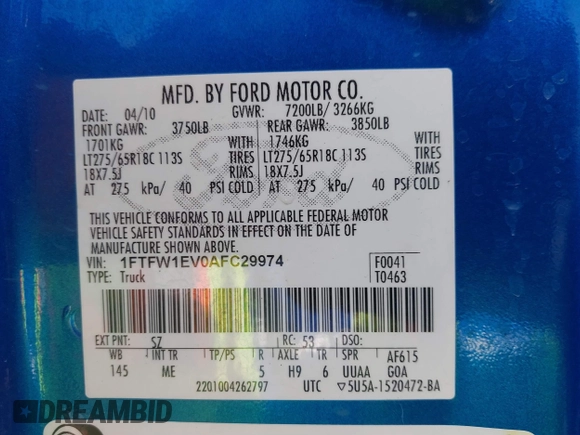 MFD. BY FORD MOTOR CO.
DATE: 04/10 GVWR: 7200LB/ 3266KG
FRONT GAWR: 3750LB REAR GAWR: 3850LB
1701KG WITH 1746KG WITH
LT275/65R18C 113S TIRES LT275/65R18C 113S TIRES
18X7.5J RIMS 18X7.5J RIMS
AT 275 kPa/ 40 PSI COLD AT 275 kPa/ 40 PSI COLD
Ford
THIS VEHICLE CONFORMS TO ALL APPLICABLE FEDERAL MOTOR
VEHICLE SAFETY STANDARDS IN EFFECT ON THE DATE OF
MANUFACTURE SHOWN ABOVE.
VIN: 1FTFW1EV0AFC29974 F0041
TYPE: Truck T0463
EXT PNT: SZ RC: 53 DSO:
WB INT TR TP/PS R AXLE TR SPR AF615
145 ME 5 H9 6 UUAA G0A
2201004262797 UTC ▽5U5A-1520472-BA
DREAMBID